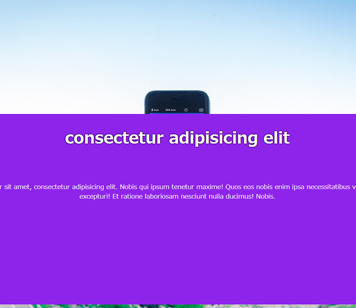 consectetur adipisicing elit
sit amet, consectetur adipisicing elit. Nobis qui ipsum tenetur maxime! Quos eos nobis enim ipsa necessitatibus
excepturi! Et ratione laboriosam nesciunt nulla ducimus! Nobis.